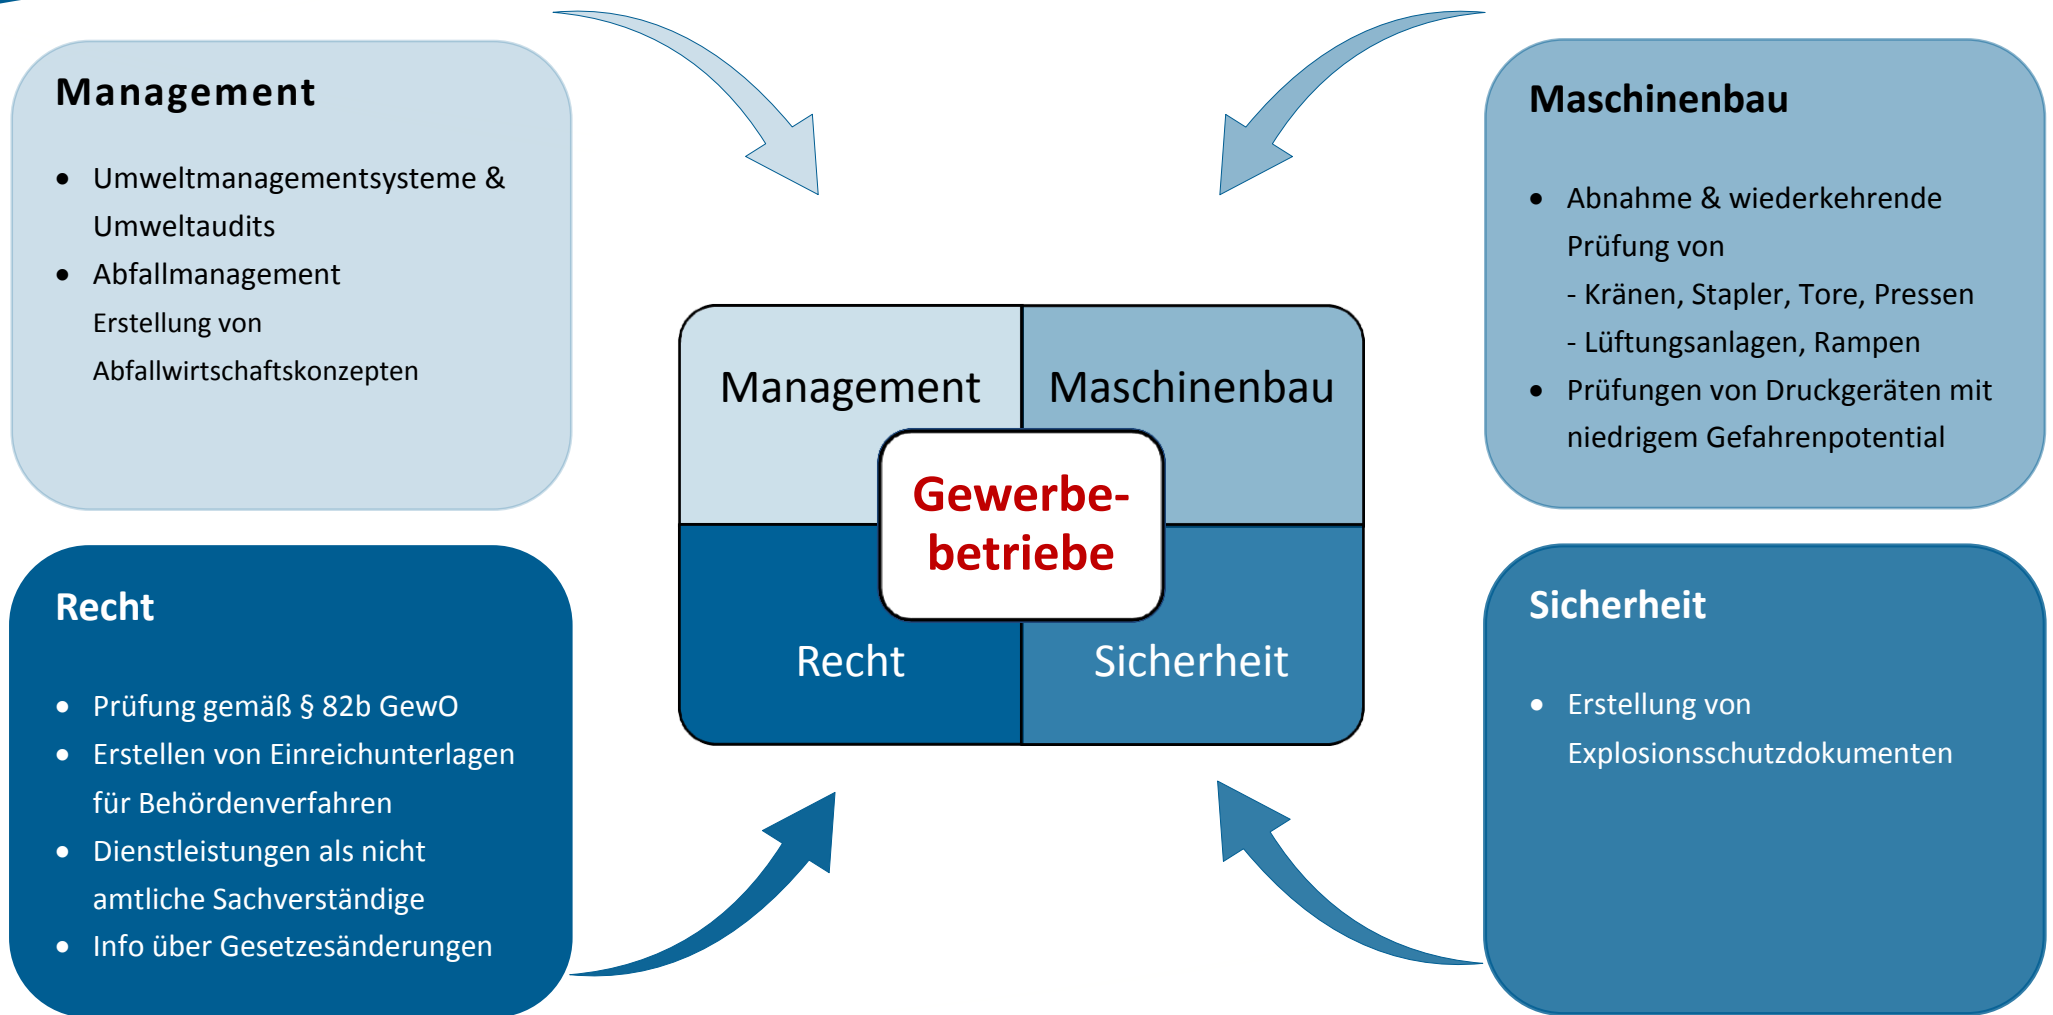 Management
• Umweltmanagementsysteme &
Umweltaudits
• Abfallmanagement
Erstellung von
Abfallwirtschaftskonzepten
Maschinenbau
• Abnahme & wiederkehrende
Prüfung von
- Kränen, Stapler, Tore, Pressen
- Lüftungsanlagen, Rampen
• Prüfungen von Druckgeräten mit
niedrigem Gefahrenpotential
Management
Maschinenbau
Gewerbe-
betriebe
Recht
Sicherheit
Recht
• Prüfung gemäß § 82b GewO
• Erstellen von Einreichunterlagen
für Behördenverfahren
• Dienstleistungen als nicht
amtliche Sachverständige
• Info über Gesetzesänderungen
Sicherheit
• Erstellung von
Explosionsschutzdokumenten